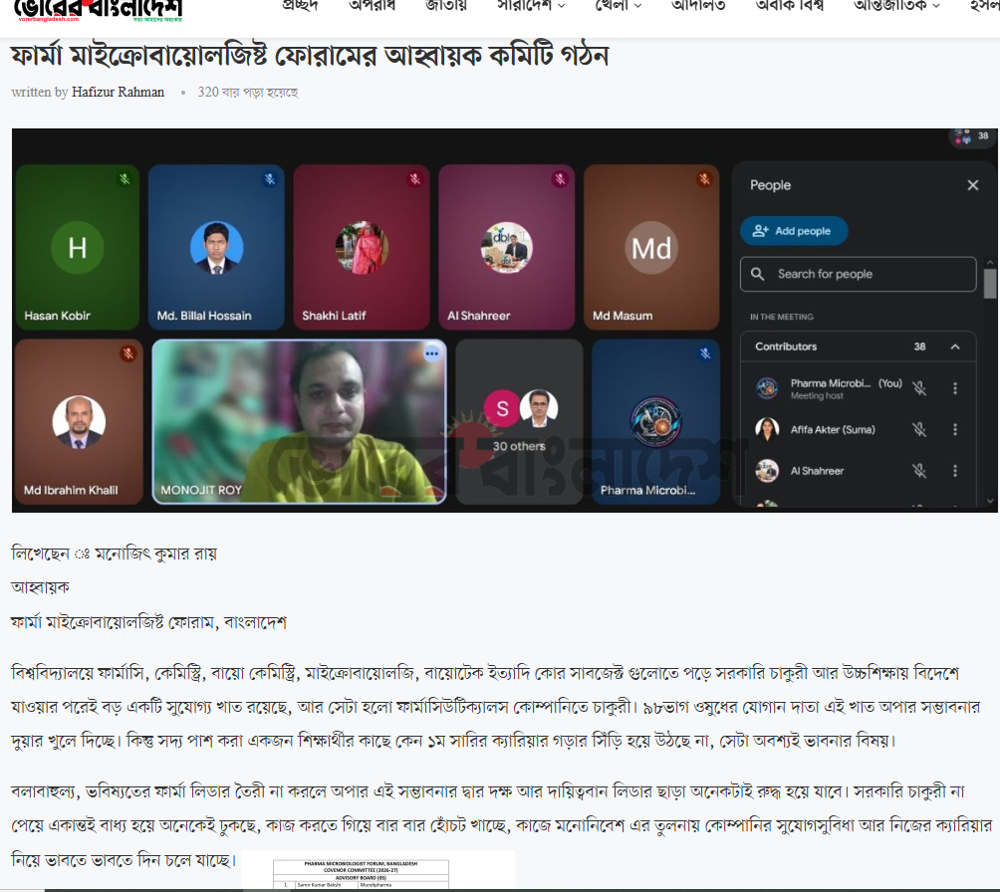 ভোরের বাংলাদেশ
vorerbangladesh.com
সত্য আমাদের অহংকার
প্রচ্ছদ অপরাধ জাতীয় সারাদেশ খেলা আদালত অবাক বিশ্ব আন্তর্জাতিক
ফার্মা মাইক্রোবায়োলজিষ্ট ফোরামের আহ্বায়ক কমিটি গঠন
written by Hafizur Rahman • 320 বার পড়া হয়েছে
38
H
Hasan Kobir
Md. Billal Hossain
Shakhi Latif
dbl
Al Shahreer
Md
Md Masum
Md Ibrahim Khalil
MONOJIT ROY
S
30 others
Pharma Microbi...
People
Add people
Search for people
IN THE MEETING
Contributors 38
Pharma Microbi... (You)
Meeting host
Afifa Akter (Suma)
Al Shahreer
ভোরের বাংলাদেশ
লিখেছেন ঃ মনোজিৎ কুমার রায়
আহ্বায়ক
ফার্মা মাইক্রোবায়োলজিষ্ট ফোরাম, বাংলাদেশ
বিশ্ববিদ্যালয়ে ফার্মাসি, কেমিস্ট্রি, বায়ো কেমিস্ট্রি, মাইক্রোবায়োলজি, বায়োটেক ইত্যাদি কোর সাবজেক্ট গুলোতে পড়ে সরকারি চাকুরী আর উচ্চশিক্ষায় বিদেশে
যাওয়ার পরেই বড় একটি সুযোগ্য খাত রয়েছে, আর সেটা হলো ফার্মাসিউটিক্যালস কোম্পানিতে চাকুরী। ৯৮ভাগ ওষুধের যোগান দাতা এই খাত অপার সম্ভাবনার
দুয়ার খুলে দিচ্ছে। কিন্তু সদ্য পাশ করা একজন শিক্ষার্থীর কাছে কেন ১ম সারির ক্যারিয়ার গড়ার সিঁড়ি হয়ে উঠছে না, সেটা অবশ্যই ভাবনার বিষয়।
বলাবাহুল্য, ভবিষ্যতের ফার্মা লিডার তৈরী না করলে অপার এই সম্ভাবনার দ্বার দক্ষ আর দায়িত্ববান লিডার ছাড়া অনেকটাই রুদ্ধ হয়ে যাবে। সরকারি চাকুরী না
পেয়ে একান্তই বাধ্য হয়ে অনেকেই ঢুকছে, কাজ করতে গিয়ে বার বার হোঁচট খাচ্ছে, কাজে মনোনিবেশ এর তুলনায় কোম্পানির সুযোগসুবিধা আর নিজের ক্যারিয়ার
নিয়ে ভাবতে ভাবতে দিন চলে যাচ্ছে।
PHARMA MICROBIOLOGIST FORUM, BANGLADESH
COVENOR COMMITTEE (2026-27)
ADVISORY BOARD (05)
1. Samir Kumar Bakshi Mundipharma